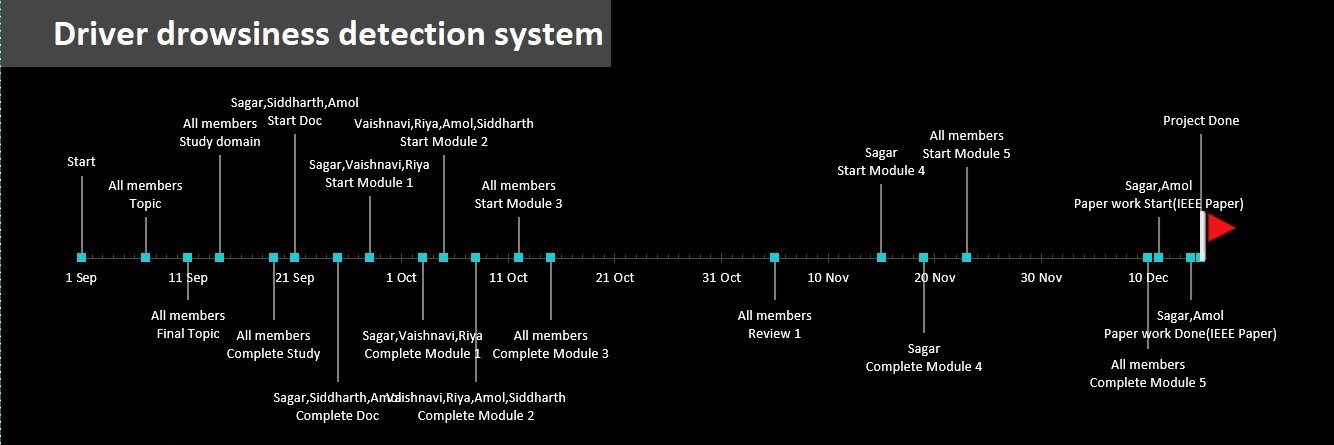 Driver drowsiness detection system
Sagar,Siddharth,Amol
Start Doc
All members
Study domain
Vaishnavi,Riya,Amol,Siddharth
Start Module 2
Project Done
All members
Start Module 5
Start
Sagar,Vaishnavi,Riya
Start Module 1
Sagar
Start Module 4
All members
Topic
All members
Start Module 3
Sagar,Amol
Paper work Start(IEEE Paper)
1 Sep
11 Sep
21 Sep
1 Oct
11 Oct
21 Oct
31 Oct
10 Nov
20 Nov
30 Nov
10 Dec
All members
Final Topic
All members
Complete Study
Sagar,Vaishnavi,Riya
Complete Module 1
All members
Complete Module 3
All members
Review 1
Sagar
Complete Module 4
Sagar,Amol
Paper work Done(IEEE Paper)
All members
Complete Module 5
Sagar,Siddharth,Amol
Complete Doc
Vaishnavi,Riya,Amol,Siddharth
Complete Module 2